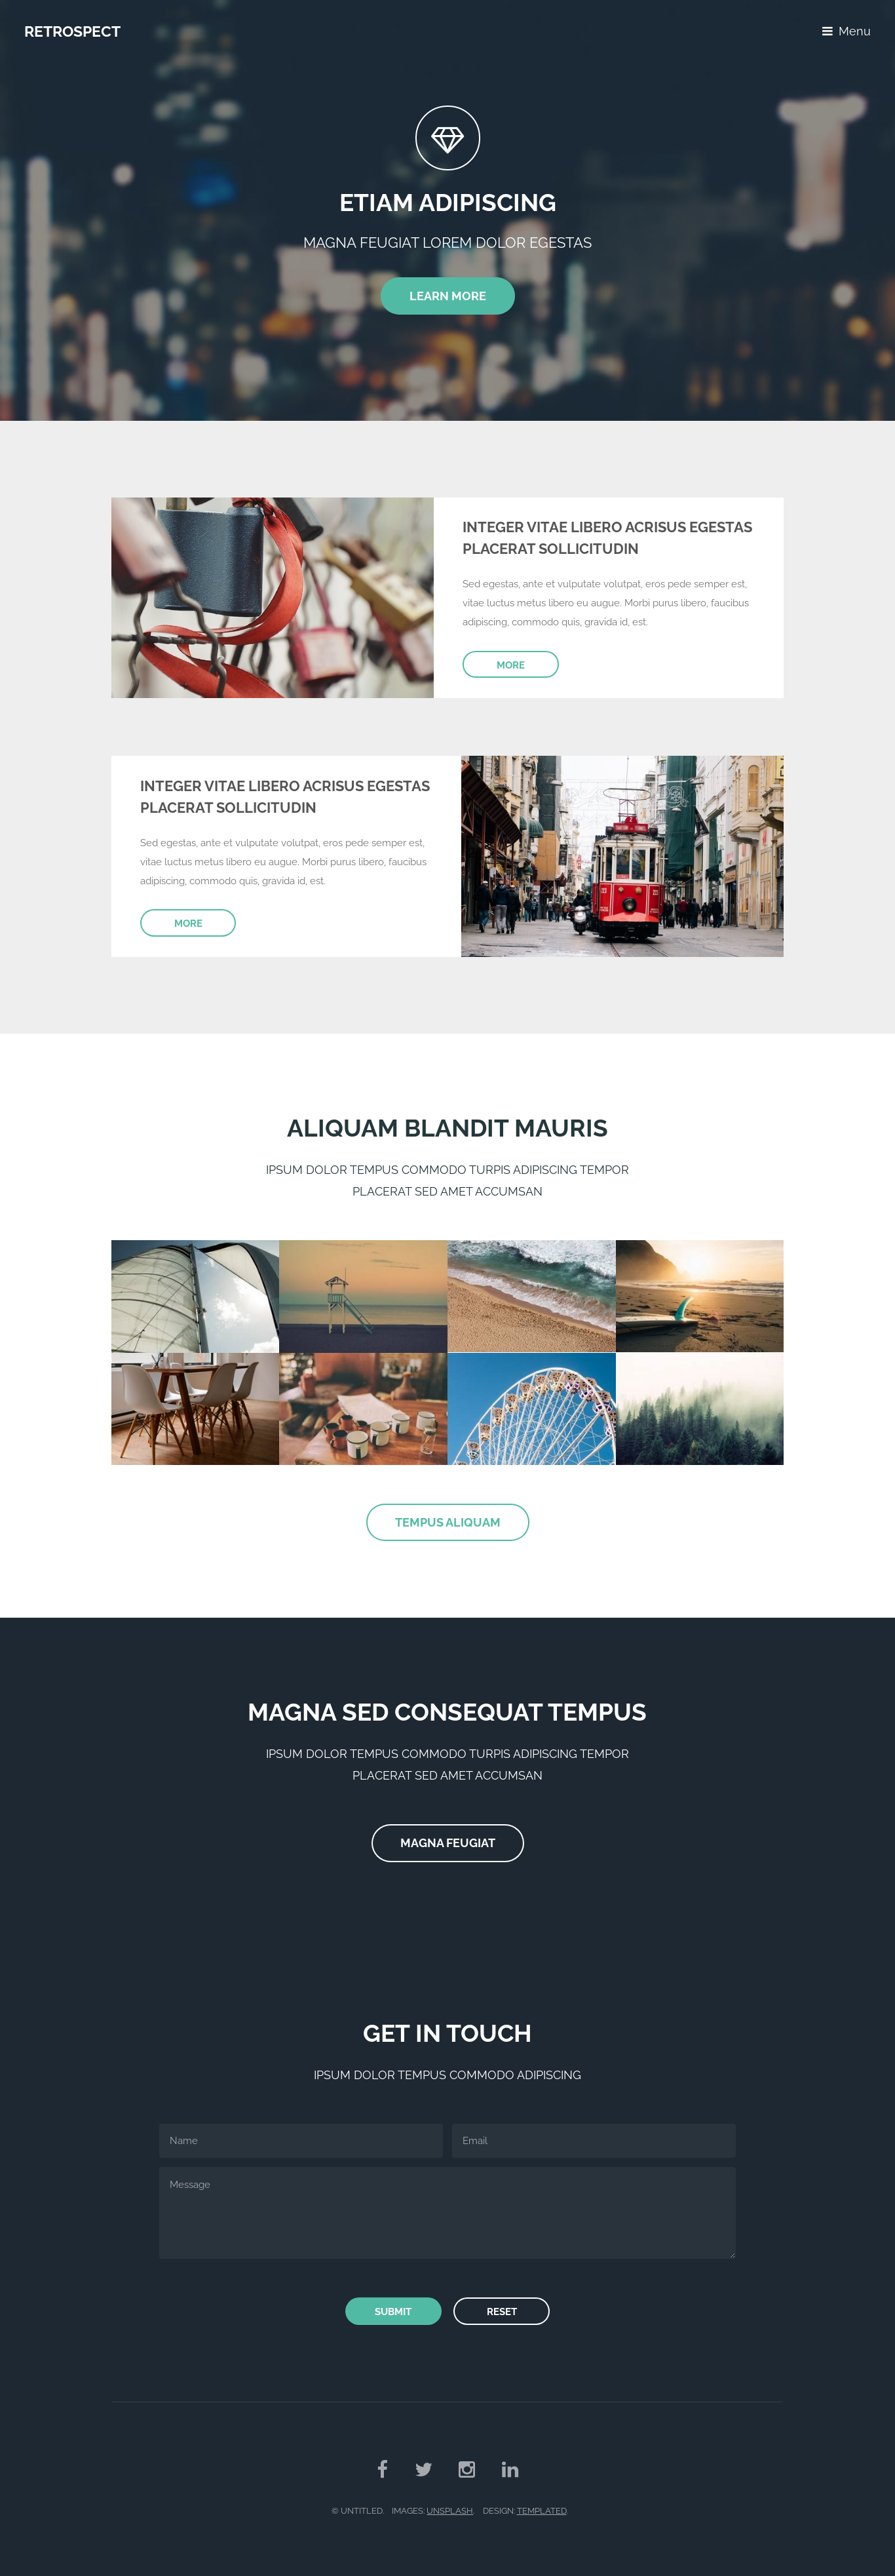 RETROSPECT
Menu
ETIAM ADIPISCING
MAGNA FEUGIAT LOREM DOLOR EGESTAS
LEARN MORE
INTEGER VITAE LIBERO ACRISUS EGESTAS
PLACERAT SOLLICITUDIN
Sed egestas, ante et vulputate volutpat, eros pede semper est,
vitae luctus metus libero eu augue. Morbi purus libero, faucibus
adipiscing, commodo quis, gravida id, est.
MORE
INTEGER VITAE LIBERO ACRISUS EGESTAS
PLACERAT SOLLICITUDIN
Sed egestas, ante et vulputate volutpat, eros pede semper est,
vitae luctus metus libero eu augue. Morbi purus libero, faucibus
adipiscing, commodo quis, gravida id, est.
MORE
ALIQUAM BLANDIT MAURIS
IPSUM DOLOR TEMPUS COMMODO TURPIS ADIPISCING TEMPOR
PLACERAT SED AMET ACCUMSAN
TEMPUS ALIQUAM
MAGNA SED CONSEQUAT TEMPUS
IPSUM DOLOR TEMPUS COMMODO TURPIS ADIPISCING TEMPOR
PLACERAT SED AMET ACCUMSAN
MAGNA FEUGIAT
GET IN TOUCH
IPSUM DOLOR TEMPUS COMMODO ADIPISCING
Name
Email
Message
SUBMIT
RESET
© UNTITLED. IMAGES: UNSPLASH. DESIGN: TEMPLATED.